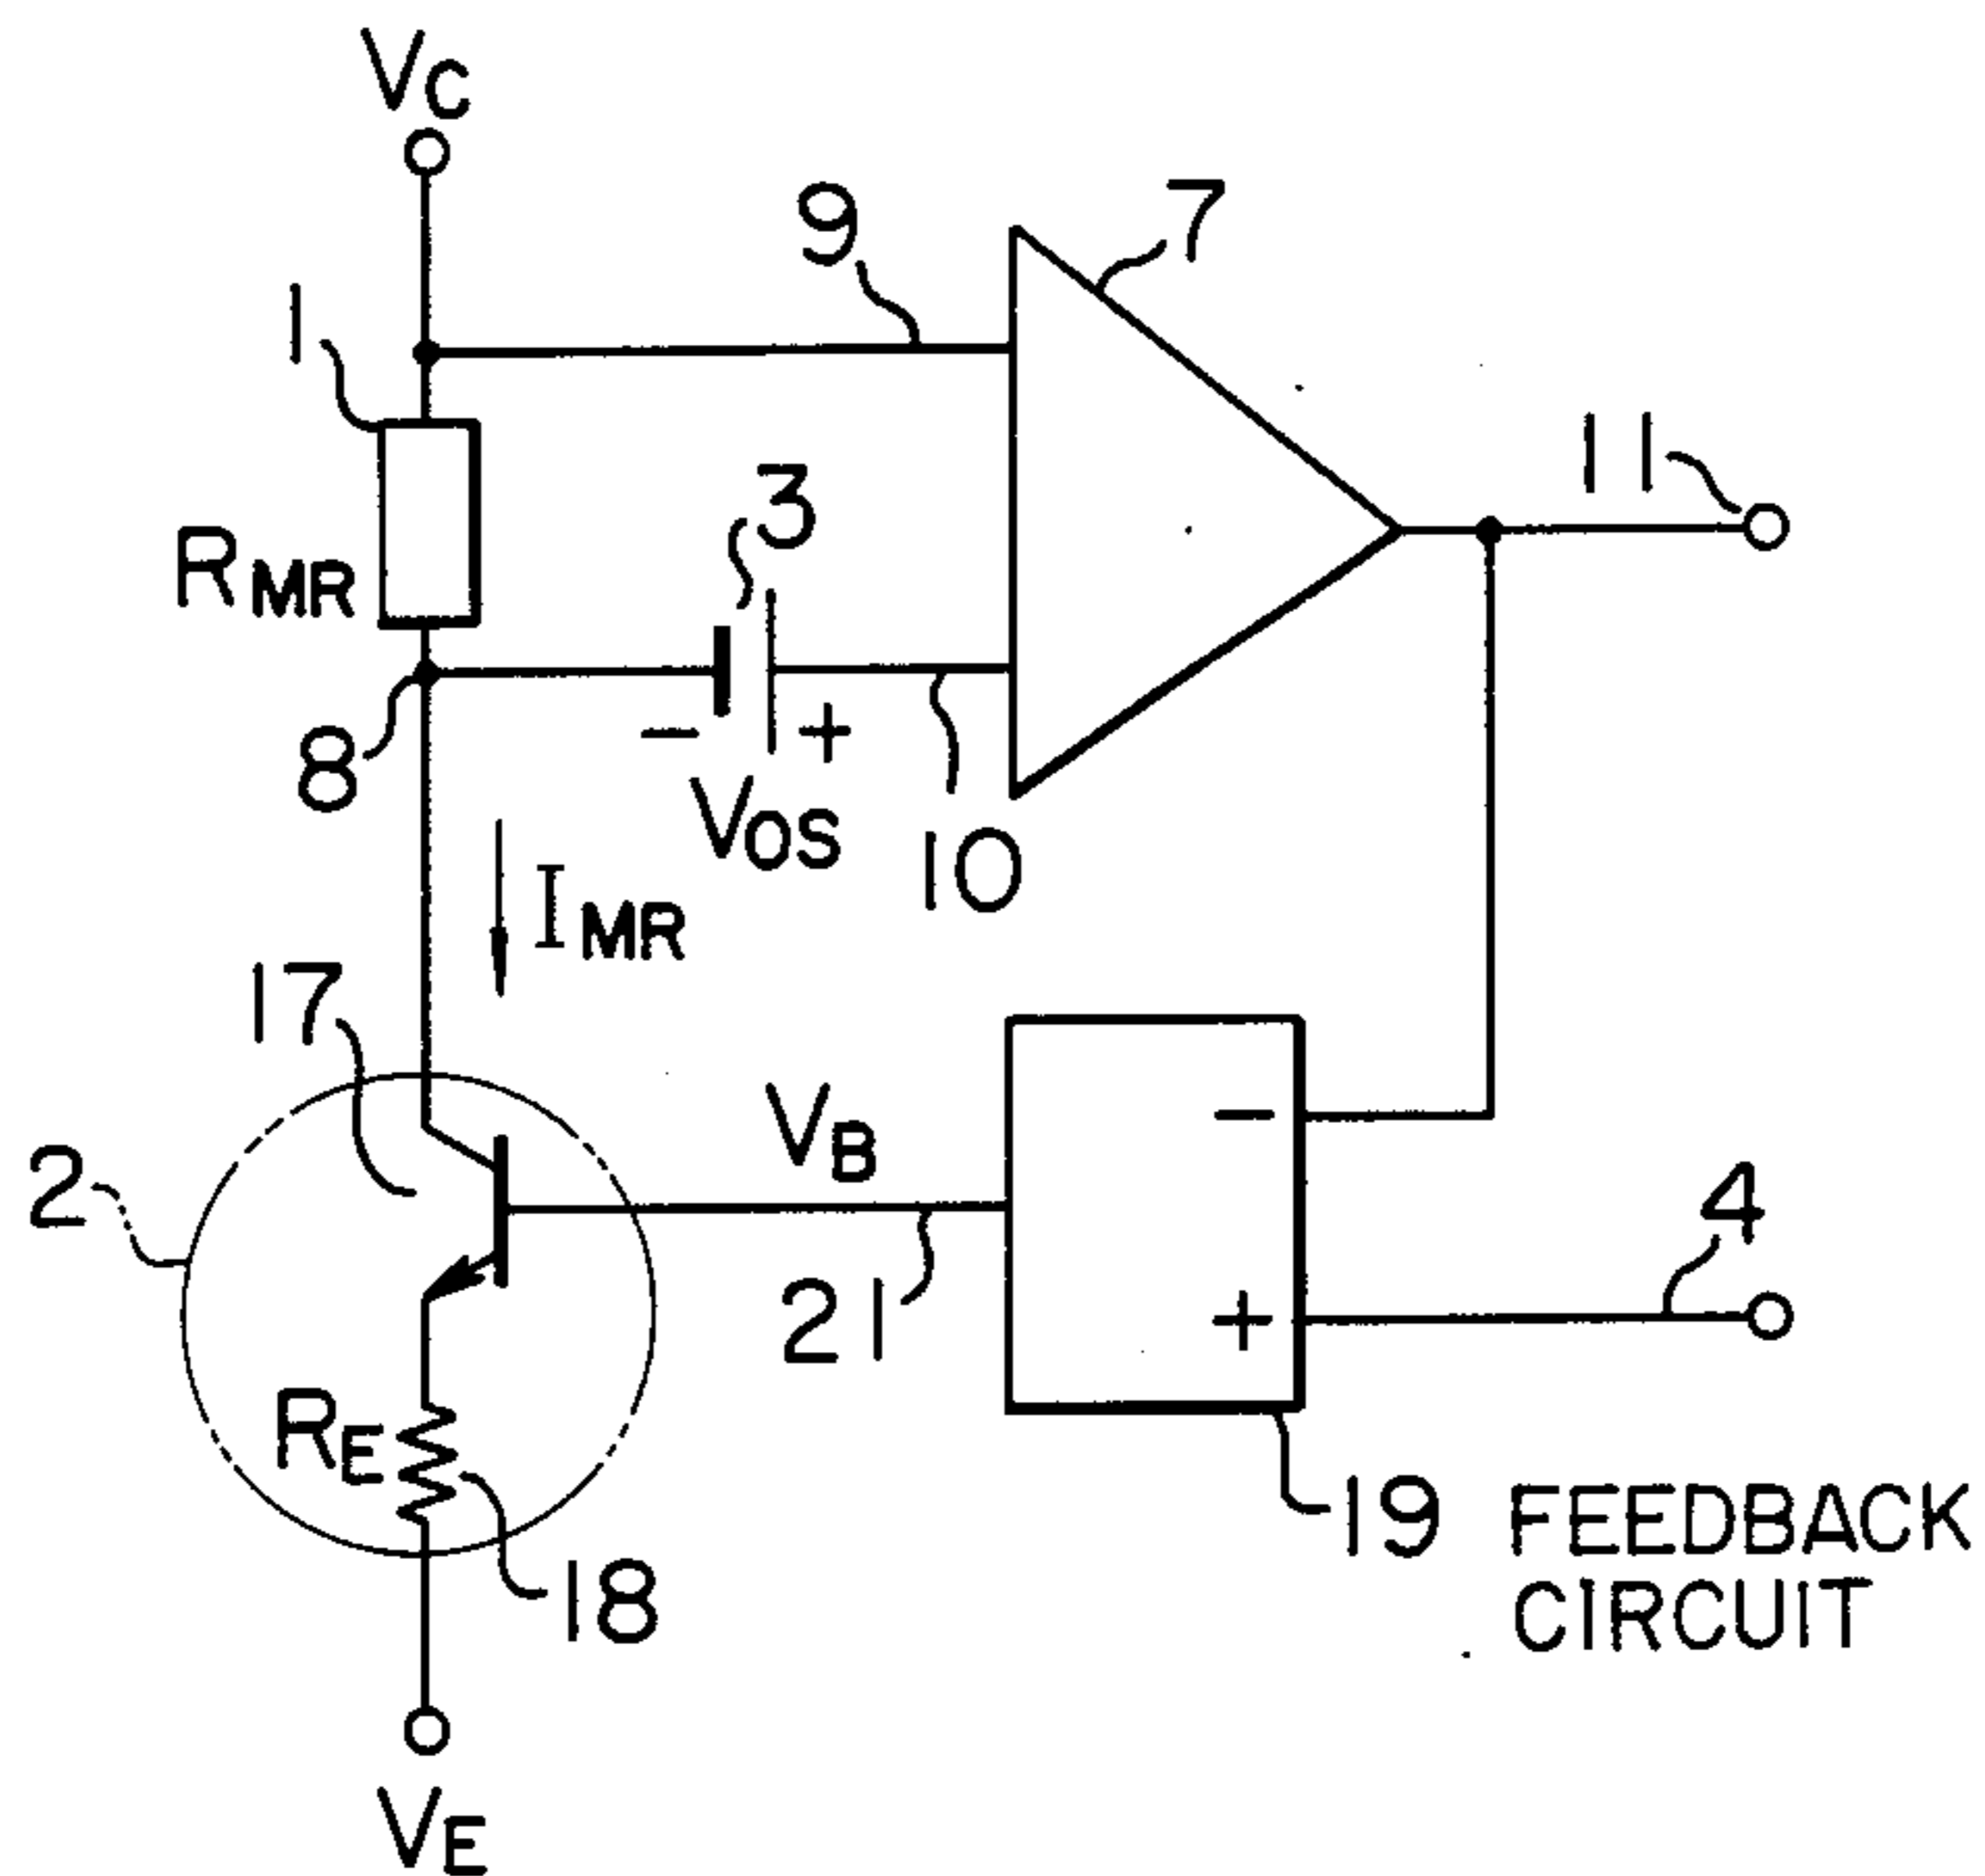 VC
9
7
1
3
11
RMR
8
- +
VOS
10
IMR
17
VB
-
2
4
21
+
RE
19 FEEDBACK
CIRCUIT
18
VE